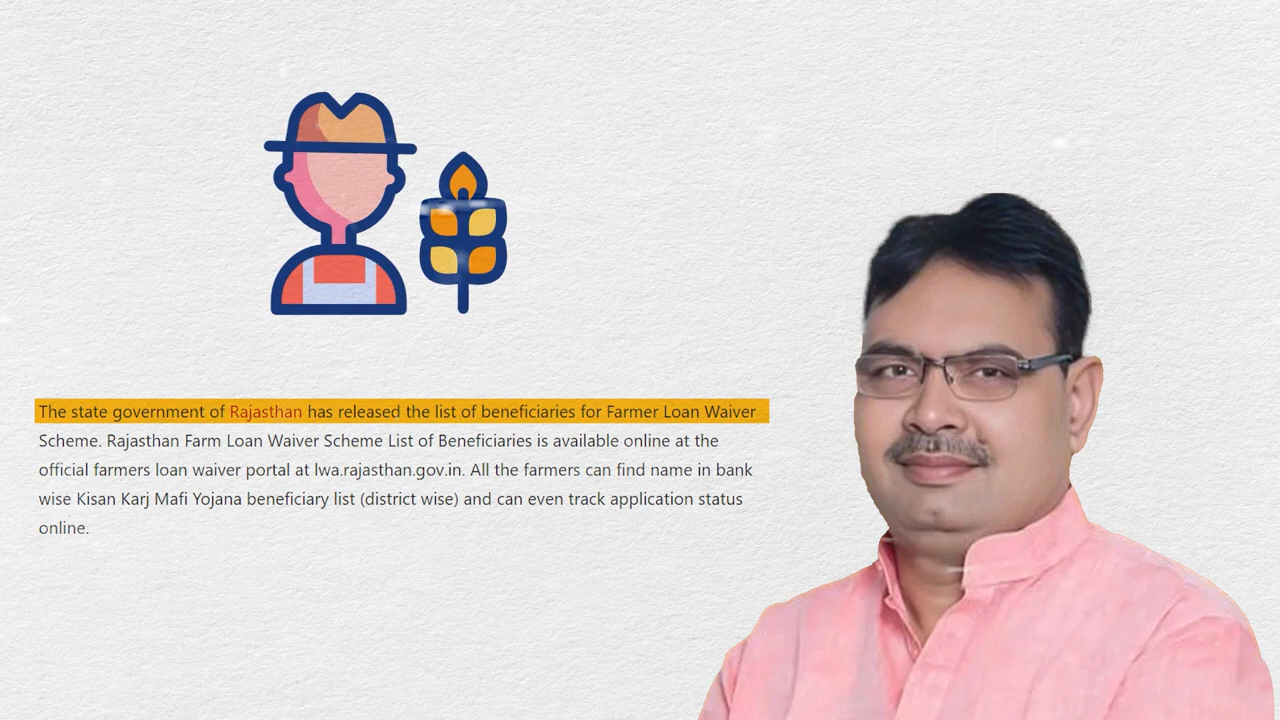 The state government of Rajasthan has released the list of beneficiaries for Farmer Loan Waiver
Scheme. Rajasthan Farm Loan Waiver Scheme List of Beneficiaries is available online at the
official farmers loan waiver portal at lwa.rajasthan.gov.in. All the farmers can find name in bank
wise Kisan Karj Mafi Yojana beneficiary list (district wise) and can even track application status
online.